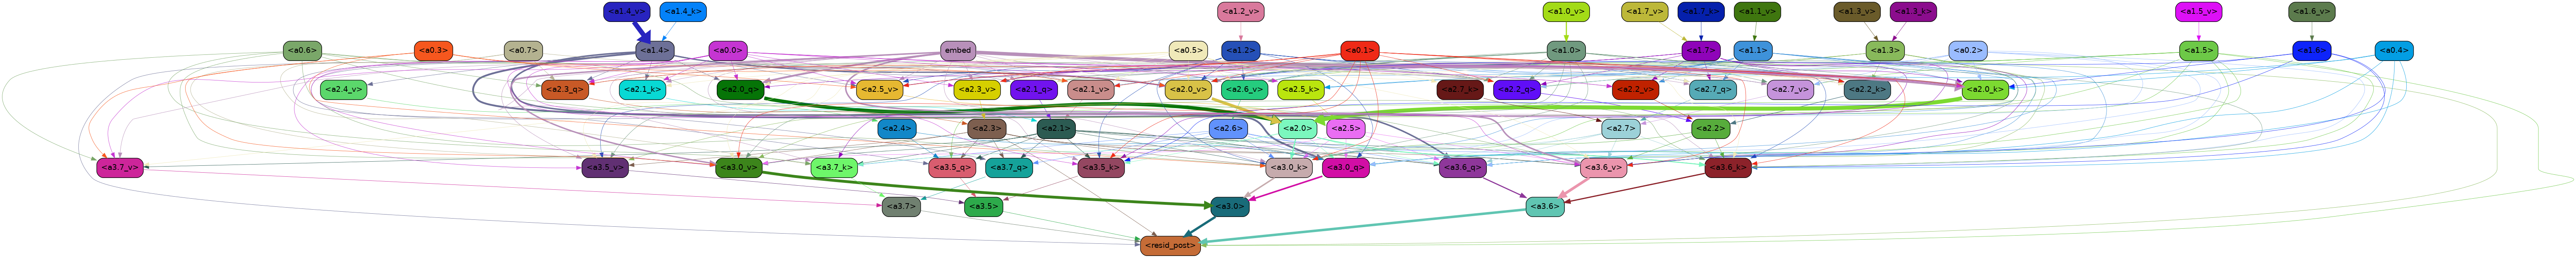 <a1.4_v> <a1.4_k> <a1.2_v> <a1.0_v> <a1.7_v> <a1.7_k> <a1.1_v> <a1.3_v> <a1.3_k> <a1.5_v> <a1.6_v>
<a0.6> <a0.3> <a0.7> <a1.4> <a0.0> embed <a0.5> <a1.2> <a0.1> <a1.0> <a1.7> <a1.1> <a1.3> <a0.2> <a1.5> <a1.6> <a0.4>
<a2.4_v> <a2.3_q> <a2.1_k> <a2.0_q> <a2.5_v> <a2.3_v> <a2.1_q> <a2.1_v> <a2.0_v> <a2.6_v> <a2.5_k> <a2.7_k> <a2.2_q> <a2.2_v> <a2.7_q> <a2.7_v> <a2.2_k> <a2.0_k>
<a2.4> <a2.3> <a2.1> <a2.6> <a2.0> <a2.5> <a2.7> <a2.2>
<a3.7_v> <a3.5_v> <a3.0_v> <a3.7_k> <a3.5_q> <a3.7_q> <a3.5_k> <a3.0_k> <a3.0_q> <a3.6_q> <a3.6_v> <a3.6_k>
<a3.7> <a3.5> <a3.0> <a3.6>
<resid_post>